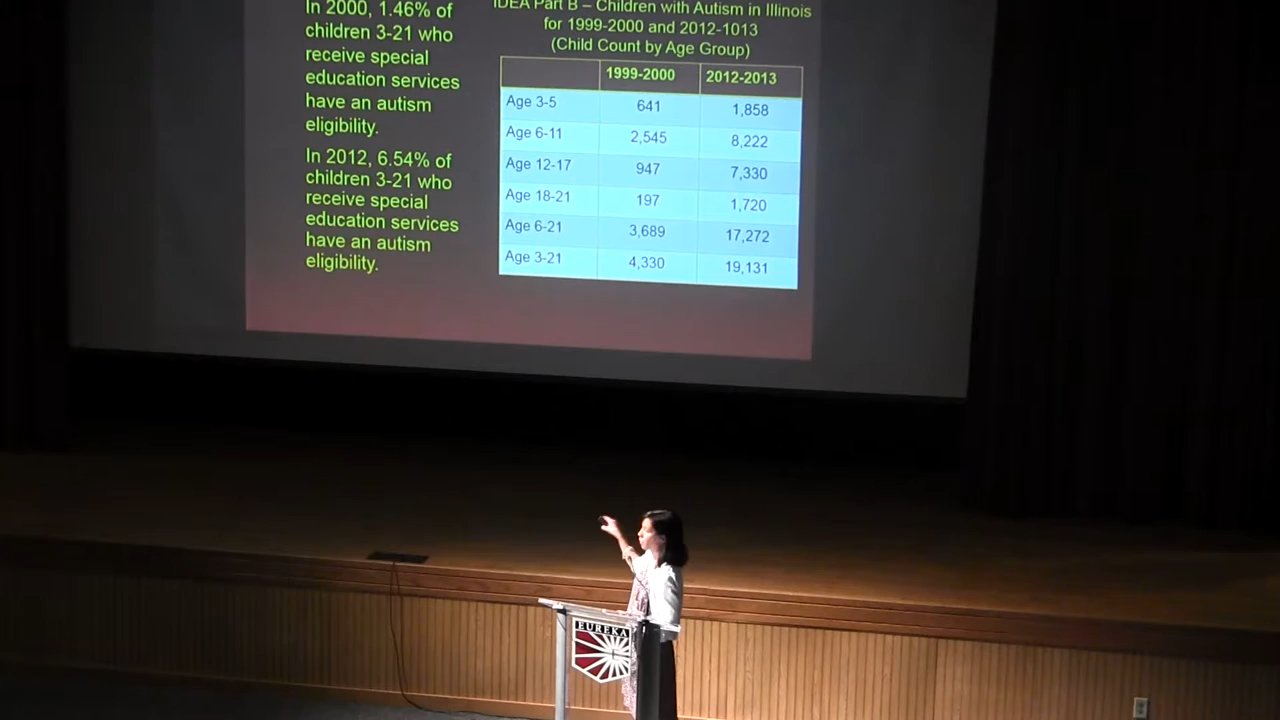 In 2000, 1.46% of
children 3-21 who
receive special
education services
have an autism
eligibility.
In 2012, 6.54% of
children 3-21 who
receive special
education services
have an autism
eligibility.
IDEA Part B – Children with Autism in Illinois
for 1999-2000 and 2012-1013
(Child Count by Age Group)
1999-2000 2012-2013
Age 3-5 641 1,858
Age 6-11 2,545 8,222
Age 12-17 947 7,330
Age 18-21 197 1,720
Age 6-21 3,689 17,272
Age 3-21 4,330 19,131
EUREKA